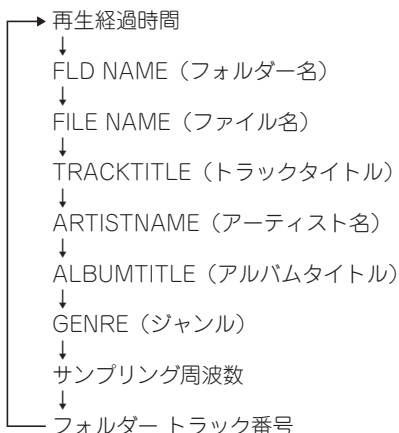 再生経過時間
FLD NAME（フォルダー名）
FILE NAME（ファイル名）
TRACKTITLE（トラックタイトル）
ARTISTNAME（アーティスト名）
ALBUMTITLE（アルバムタイトル）
GENRE（ジャンル）
サンプリング周波数
フォルダー トラック番号